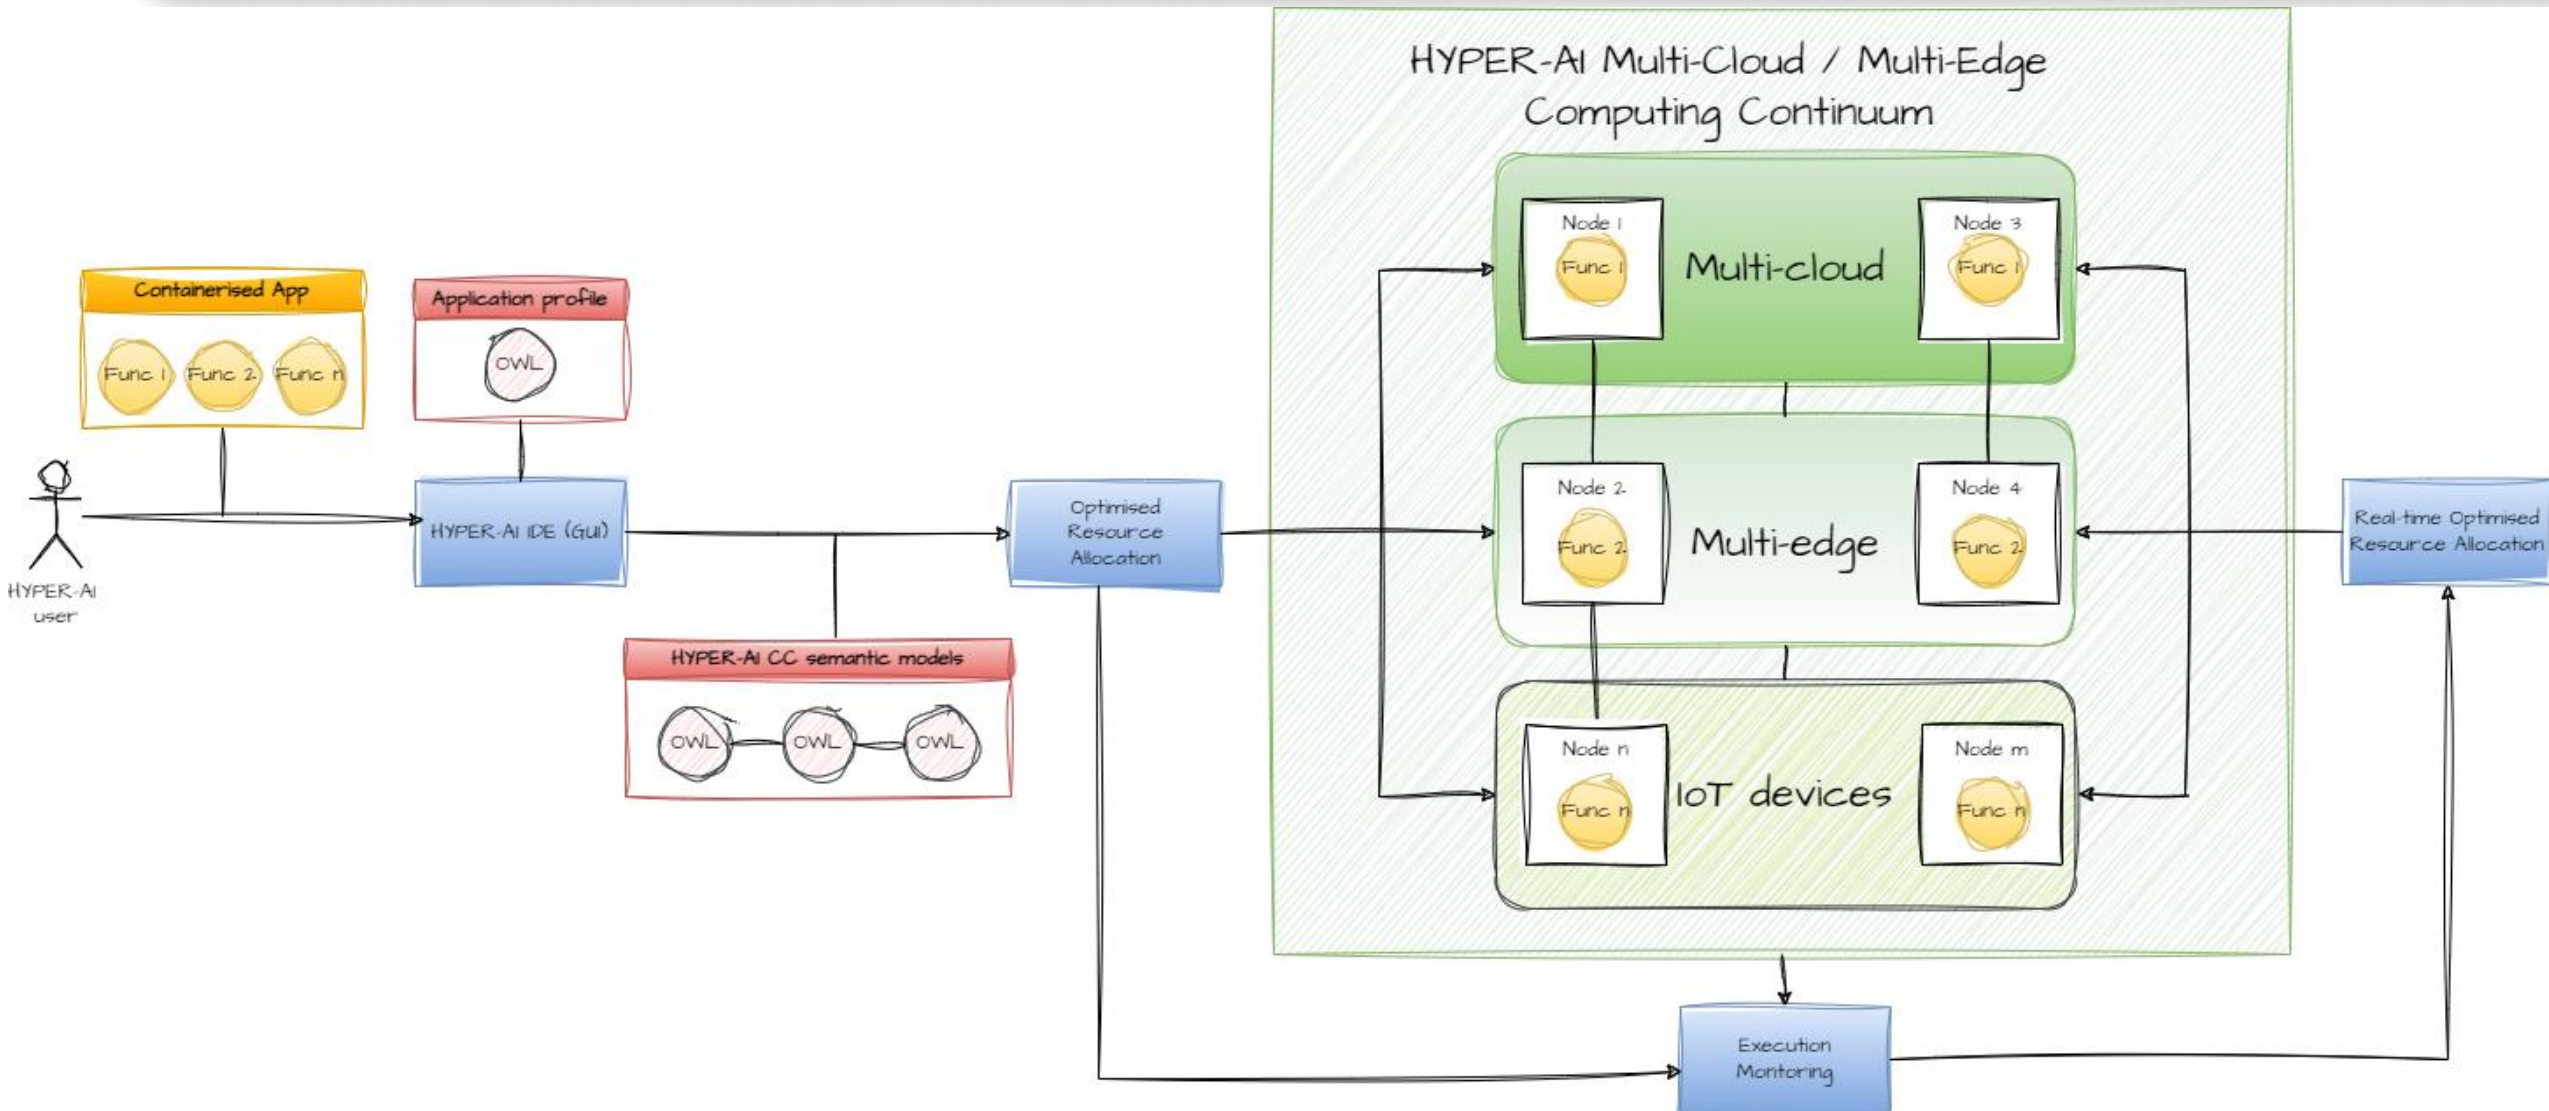 HYPER-AI Multi-Cloud / Multi-Edge
Computing Continuum
Containerised App
Func 1
Func 2
Func n
Application profile
OWL
HYPER-AI
user
HYPER-AI IDE (GUI)
HYPER-AI CC semantic models
OWL
OWL
OWL
Optimised
Resource
Allocation
Node 1
Func 1
Multi-cloud
Node 3
Func 1
Node 2
Func 2
Multi-edge
Node 4
Func 2
Node n
Func n
IoT devices
Node m
Func n
Real-time Optimised
Resource Allocation
Execution
Montoring